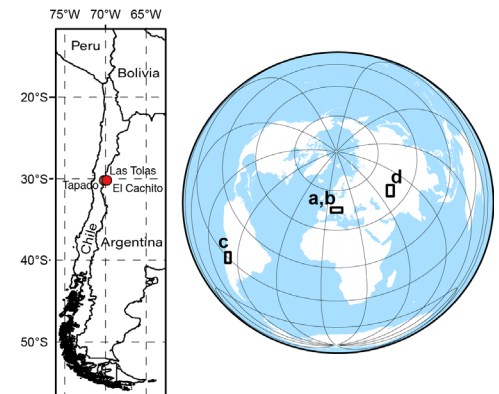 75°W 70°W 65°W
Peru
Bolivia
20°S
Las Tolas
30°S
Tapado
El Cachito
Chile
Argentina
40°S
50°S
a,b
d
c